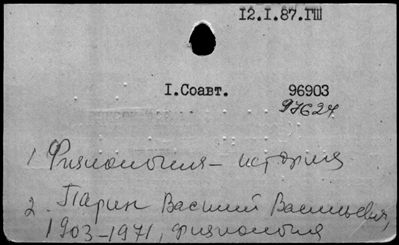 12.I.87.ГШ
I.Соавт. 96903
97624
1 Физиология – история
2. Парин Василий Васильевич,
1903–1971, физиология